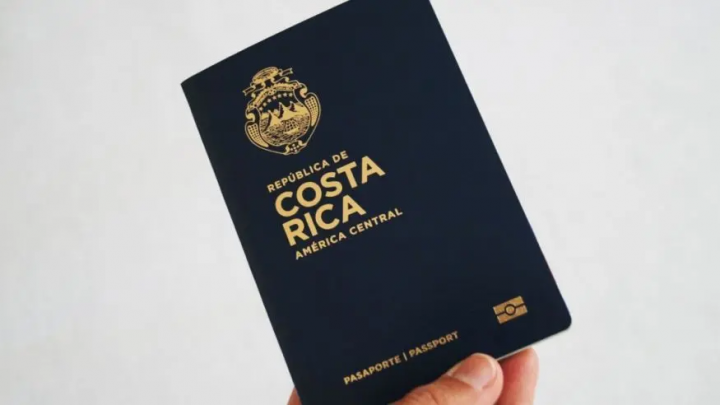 REPÚBLICA DE
COSTA
RICA
AMÉRICA CENTRAL
PASAPORTE | PASSPORT